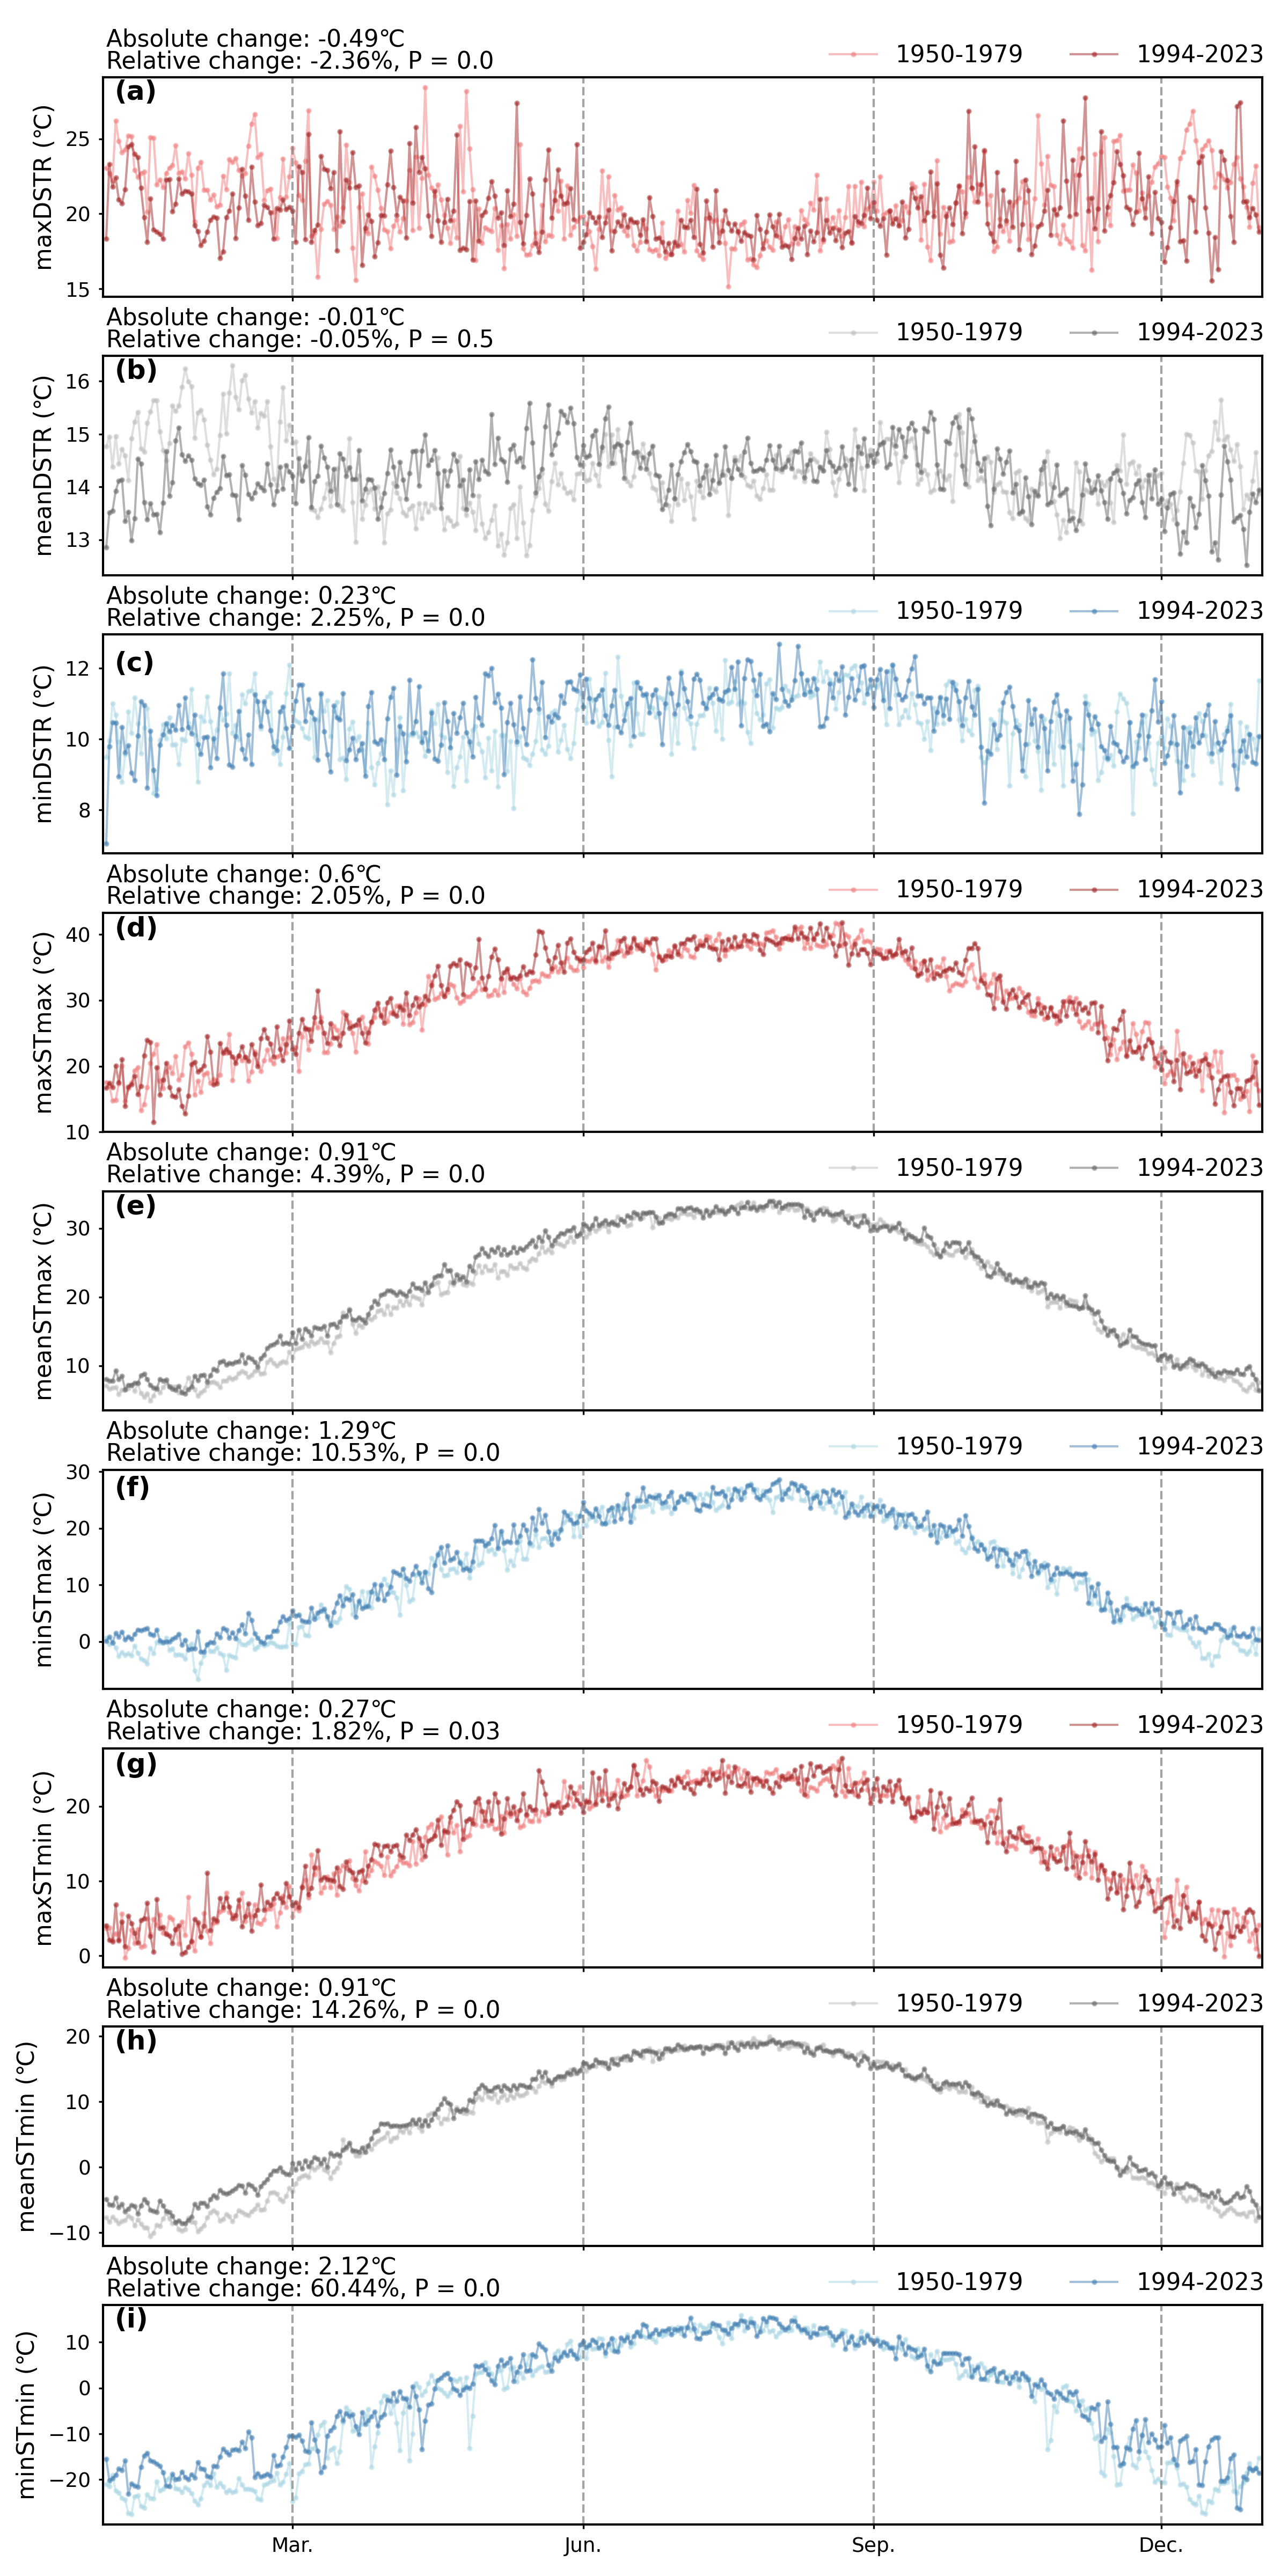 Absolute change: -0.49℃
Relative change: -2.36%, P = 0.0
1950-1979 1994-2023
(a)
maxDSTR (℃)
25
20
15
Absolute change: -0.01℃
Relative change: -0.05%, P = 0.5
1950-1979 1994-2023
(b)
meanDSTR (℃)
16
15
14
13
Absolute change: 0.23℃
Relative change: 2.25%, P = 0.0
1950-1979 1994-2023
(c)
minDSTR (℃)
12
10
8
Absolute change: 0.6℃
Relative change: 2.05%, P = 0.0
1950-1979 1994-2023
(d)
maxSTmax (℃)
40
30
20
10
Absolute change: 0.91℃
Relative change: 4.39%, P = 0.0
1950-1979 1994-2023
(e)
meanSTmax (℃)
30
20
10
Absolute change: 1.29℃
Relative change: 10.53%, P = 0.0
1950-1979 1994-2023
(f)
minSTmax (℃)
30
20
10
0
Absolute change: 0.27℃
Relative change: 1.82%, P = 0.03
1950-1979 1994-2023
(g)
maxSTmin (℃)
20
10
0
Absolute change: 0.91℃
Relative change: 14.26%, P = 0.0
1950-1979 1994-2023
(h)
meanSTmin (℃)
20
10
0
−10
Absolute change: 2.12℃
Relative change: 60.44%, P = 0.0
1950-1979 1994-2023
(i)
minSTmin (℃)
10
0
−10
−20
Mar. Jun. Sep. Dec.